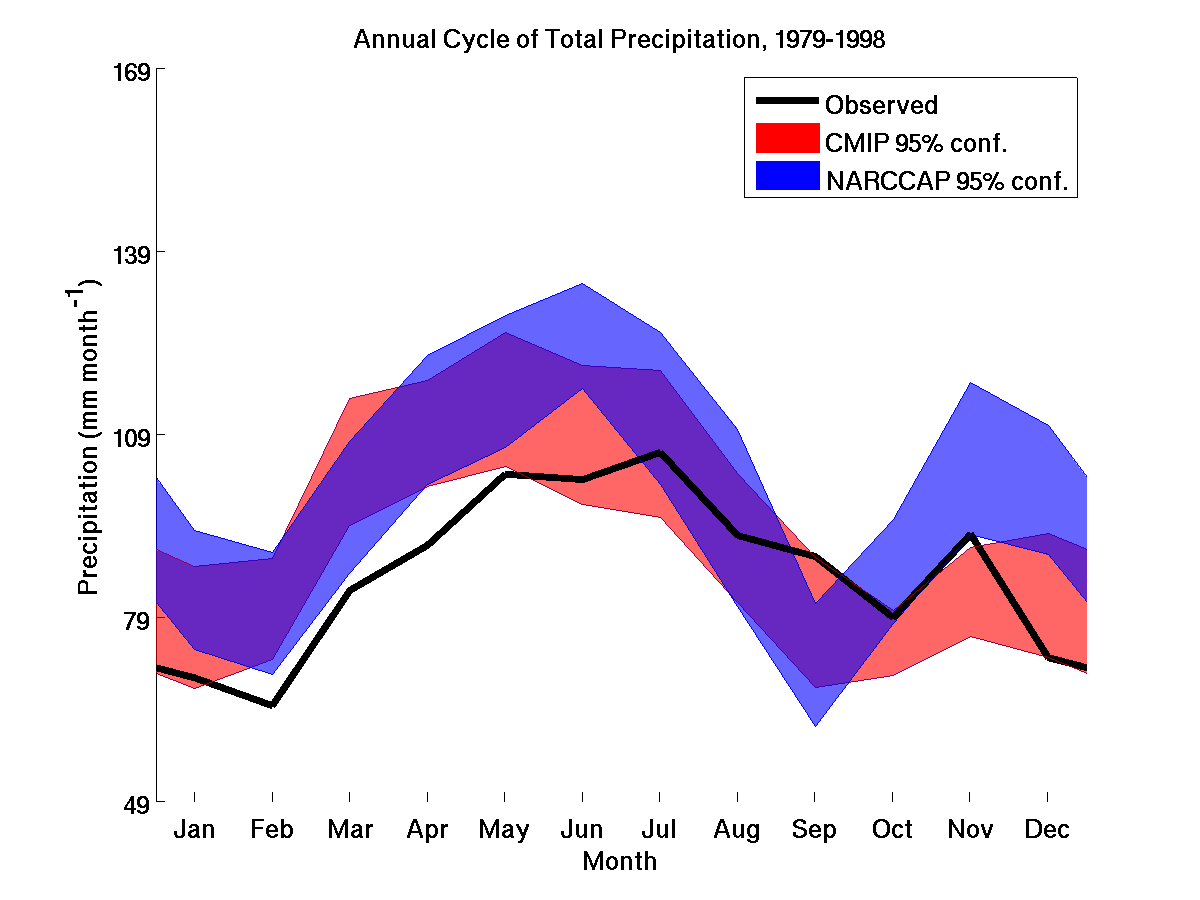 Annual Cycle of Total Precipitation, 1979-1998
169
Observed
CMIP 95% conf.
NARCCAP 95% conf.
139
Precipitation (mm month⁻¹)
109
79
49
Jan Feb Mar Apr May Jun Jul Aug Sep Oct Nov Dec
Month